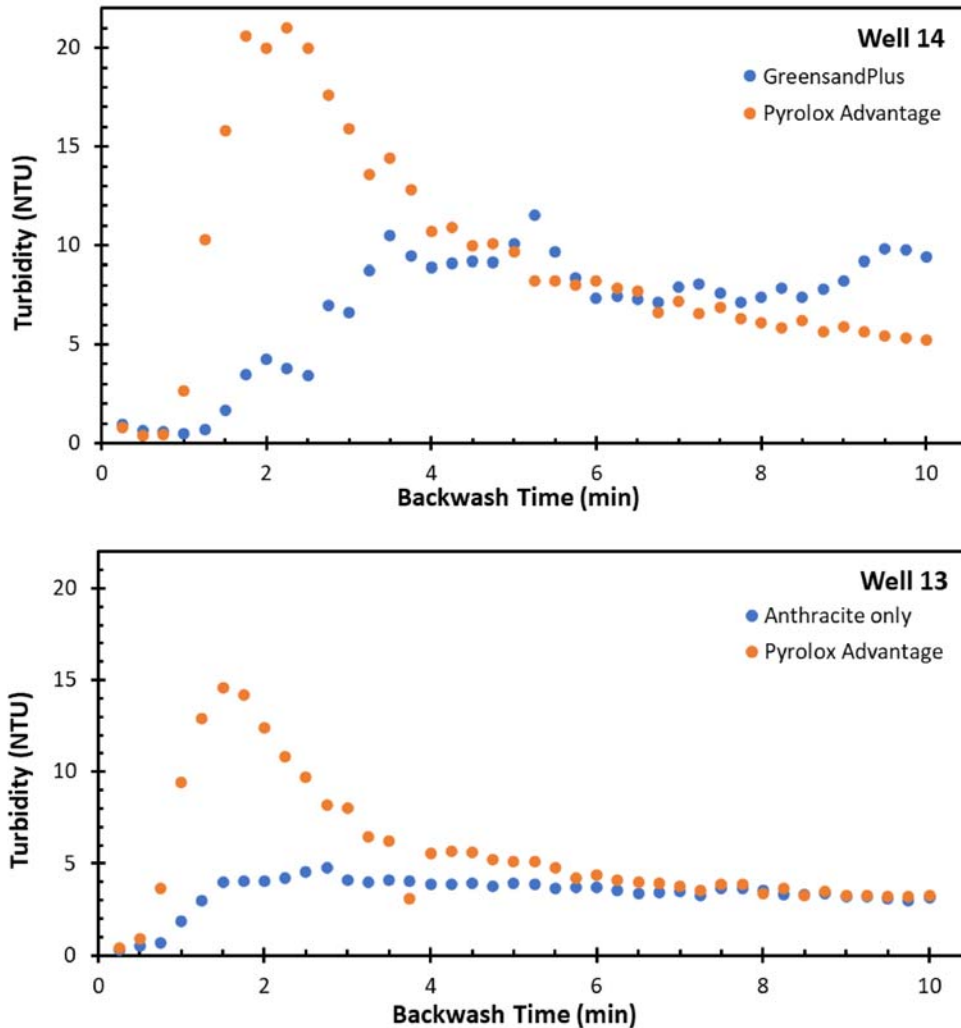 Well 14
GreensandPlus
Pyrolox Advantage
Turbidity (NTU)
20
15
10
5
0
0 2 4 6 8 10
Backwash Time (min)
Well 13
Anthracite only
Pyrolox Advantage
Turbidity (NTU)
20
15
10
5
0
0 2 4 6 8 10
Backwash Time (min)